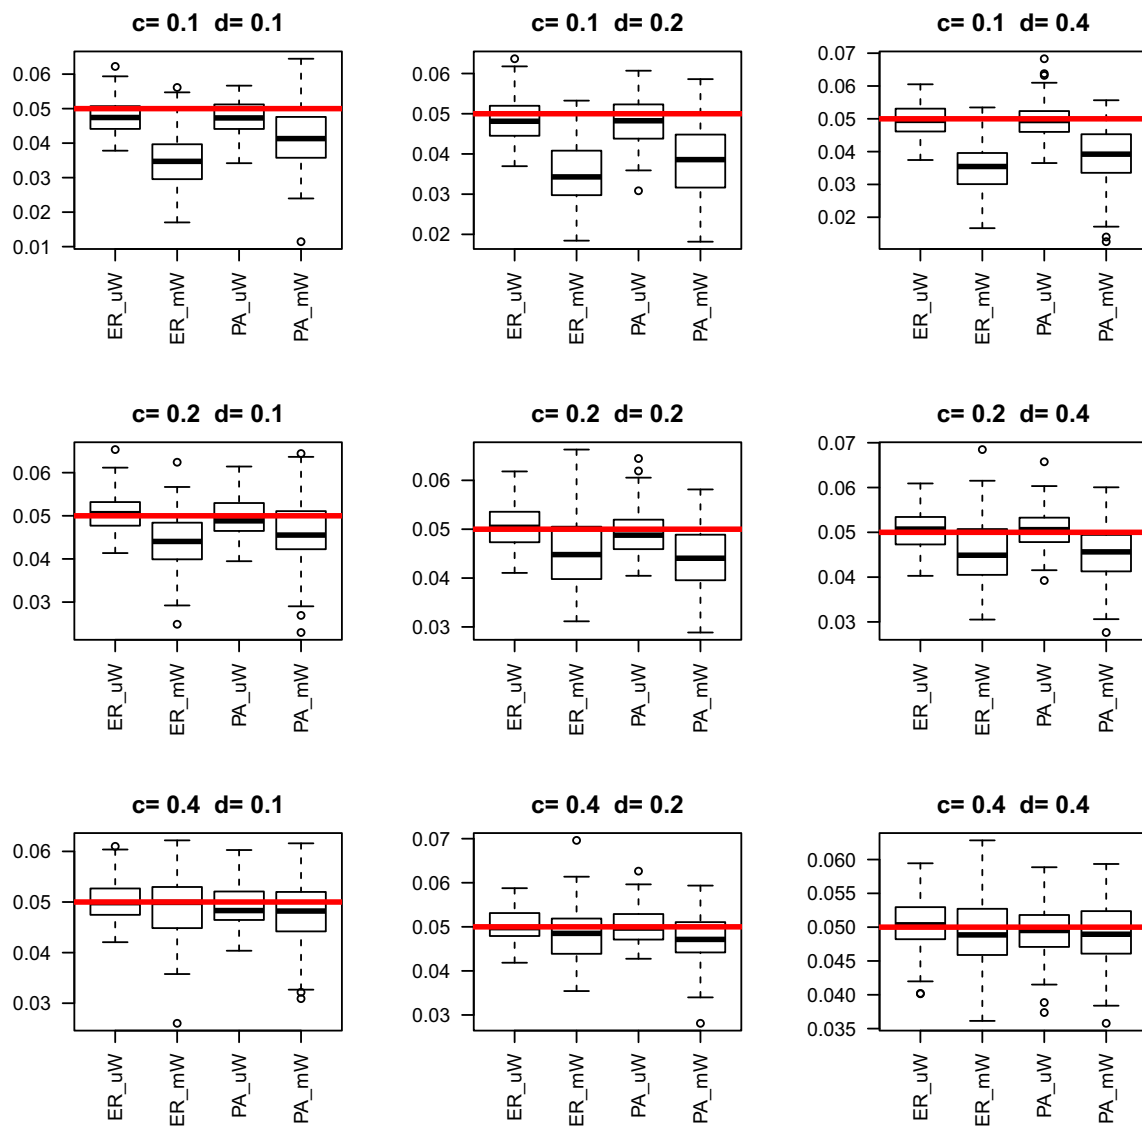 c= 0.1 d= 0.1
0.06
0.05
0.04
0.03
0.02
0.01
ER_uW
ER_mW
PA_uW
PA_mW
c= 0.1 d= 0.2
0.06
0.05
0.04
0.03
0.02
ER_uW
ER_mW
PA_uW
PA_mW
c= 0.1 d= 0.4
0.07
0.06
0.05
0.04
0.03
0.02
ER_uW
ER_mW
PA_uW
PA_mW
c= 0.2 d= 0.1
0.06
0.05
0.04
0.03
ER_uW
ER_mW
PA_uW
PA_mW
c= 0.2 d= 0.2
0.06
0.05
0.04
0.03
ER_uW
ER_mW
PA_uW
PA_mW
c= 0.2 d= 0.4
0.07
0.06
0.05
0.04
0.03
ER_uW
ER_mW
PA_uW
PA_mW
c= 0.4 d= 0.1
0.06
0.05
0.04
0.03
ER_uW
ER_mW
PA_uW
PA_mW
c= 0.4 d= 0.2
0.07
0.06
0.05
0.04
0.03
ER_uW
ER_mW
PA_uW
PA_mW
c= 0.4 d= 0.4
0.060
0.055
0.050
0.045
0.040
0.035
ER_uW
ER_mW
PA_uW
PA_mW